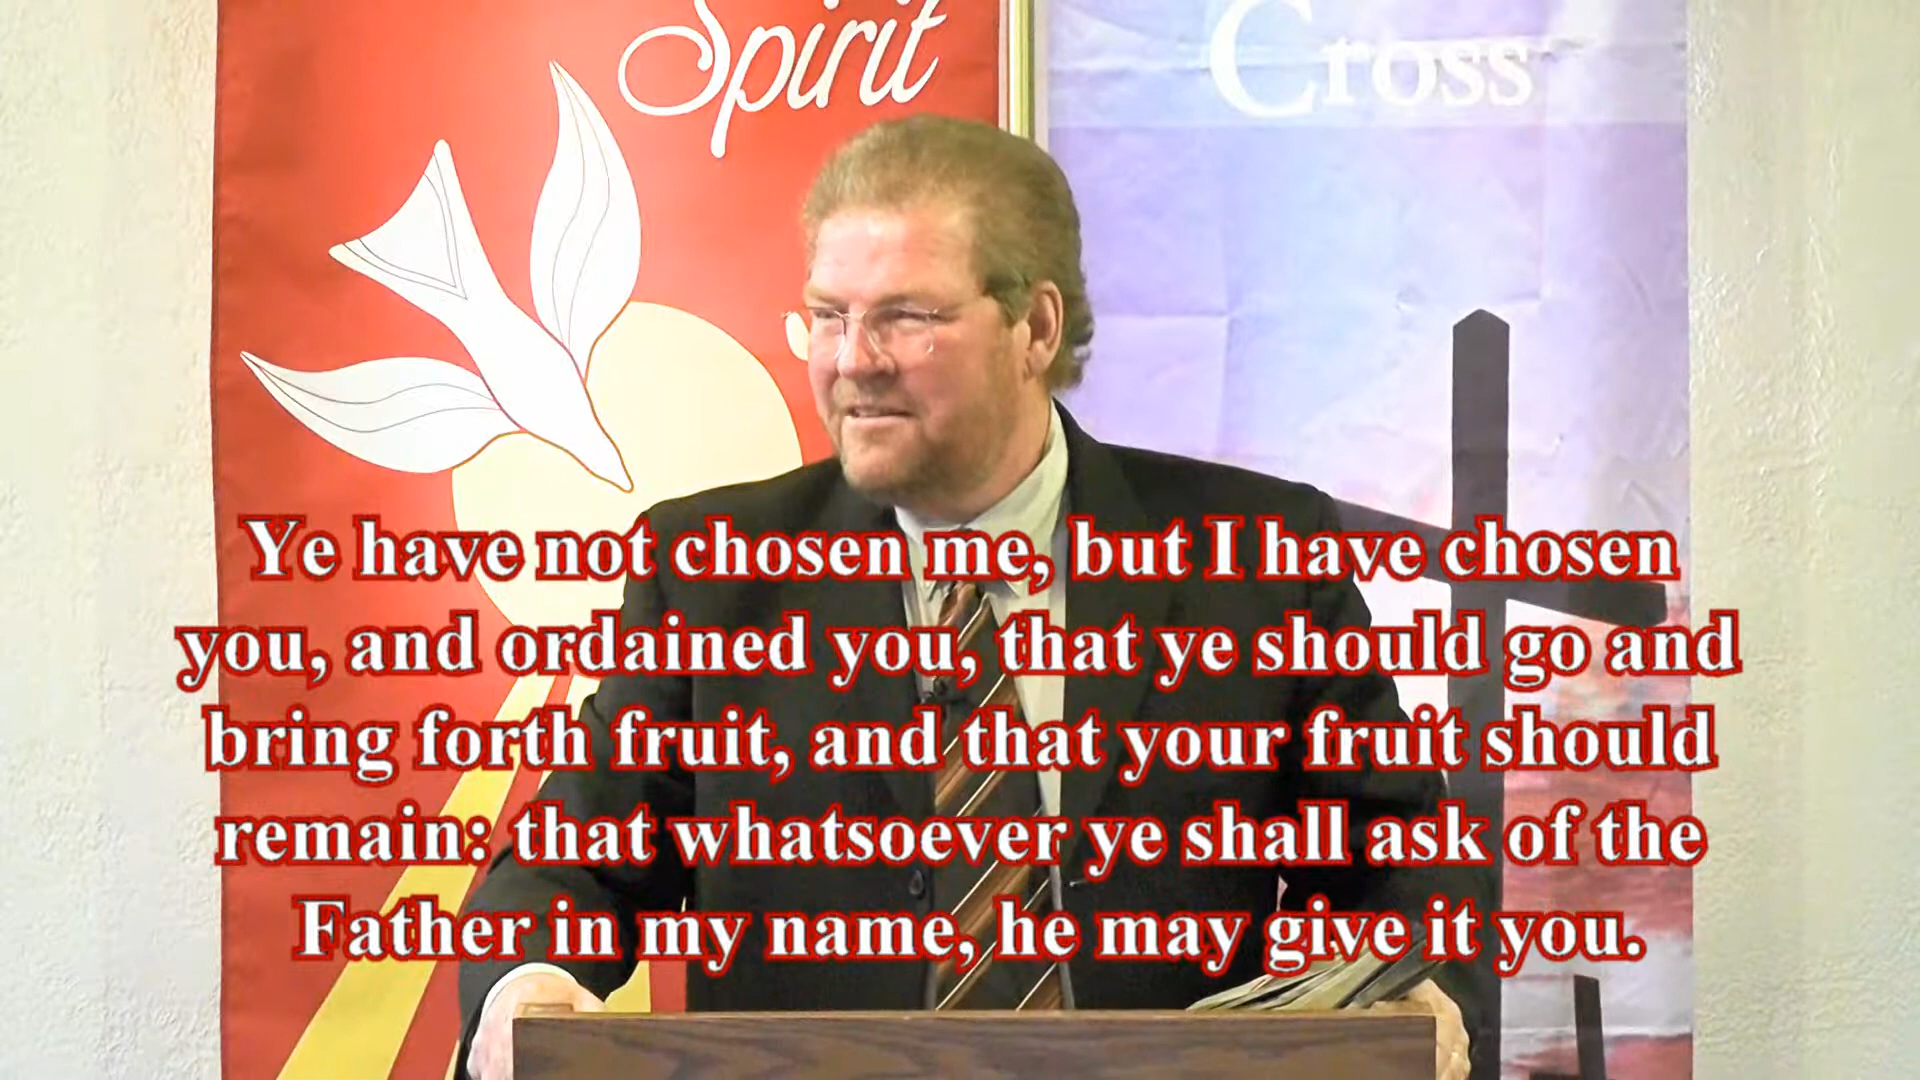 Spirit
Cross
Ye have not chosen me, but I have chosen
you, and ordained you, that ye should go and
bring forth fruit, and that your fruit should
remain: that whatsoever ye shall ask of the
Father in my name, he may give it you.